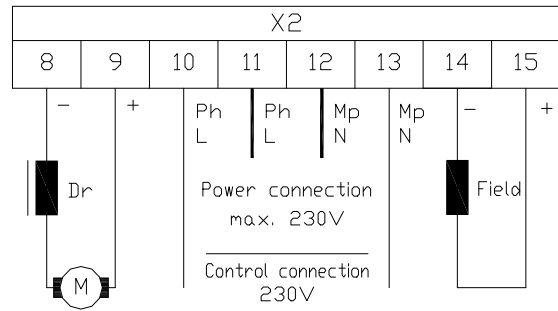 X2
8 9 10 11 12 13 14 15
− + Ph Ph Mp Mp − +
L L N N
Dr Power connection Field
max. 230V
Control connection
M 230V